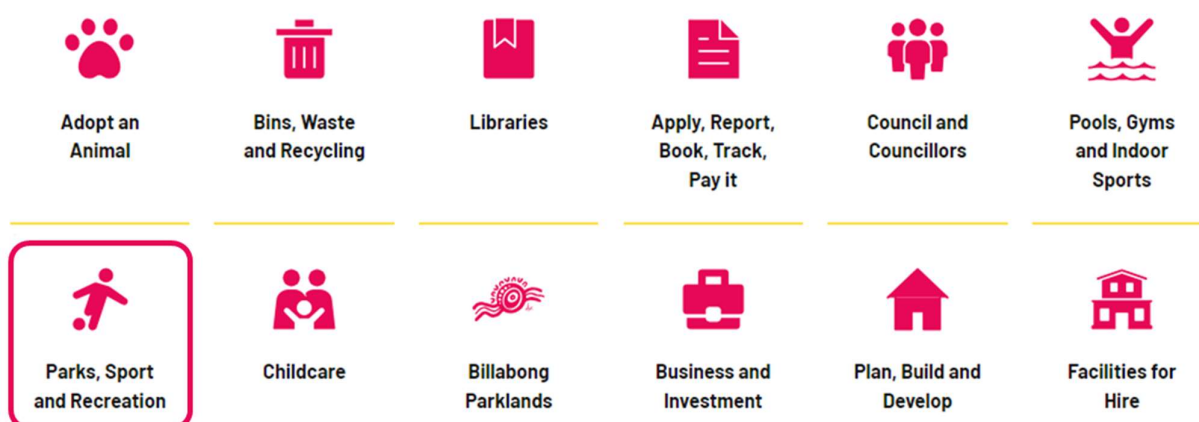 Adopt an
Animal
Bins, Waste
and Recycling
Libraries
Apply, Report,
Book, Track,
Pay it
Council and
Councillors
Pools, Gyms
and Indoor
Sports
Parks, Sport
and Recreation
Childcare
Billabong
Parklands
Business and
Investment
Plan, Build and
Develop
Facilities for
Hire